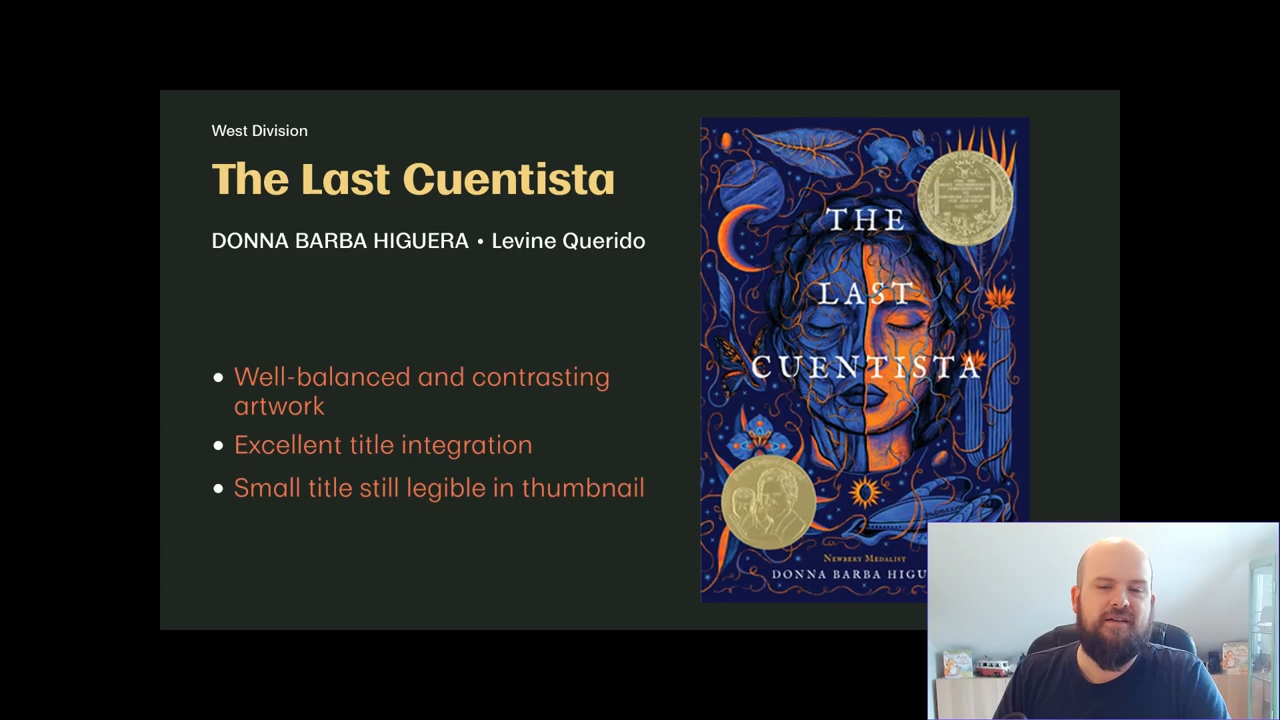 West Division
The Last Cuentista
DONNA BARBA HIGUERA • Levine Querido
• Well-balanced and contrasting
artwork
• Excellent title integration
• Small title still legible in thumbnail
THE
LAST
CUENTISTA
NEWBERY MEDALIST
DONNA BARBA HIGU